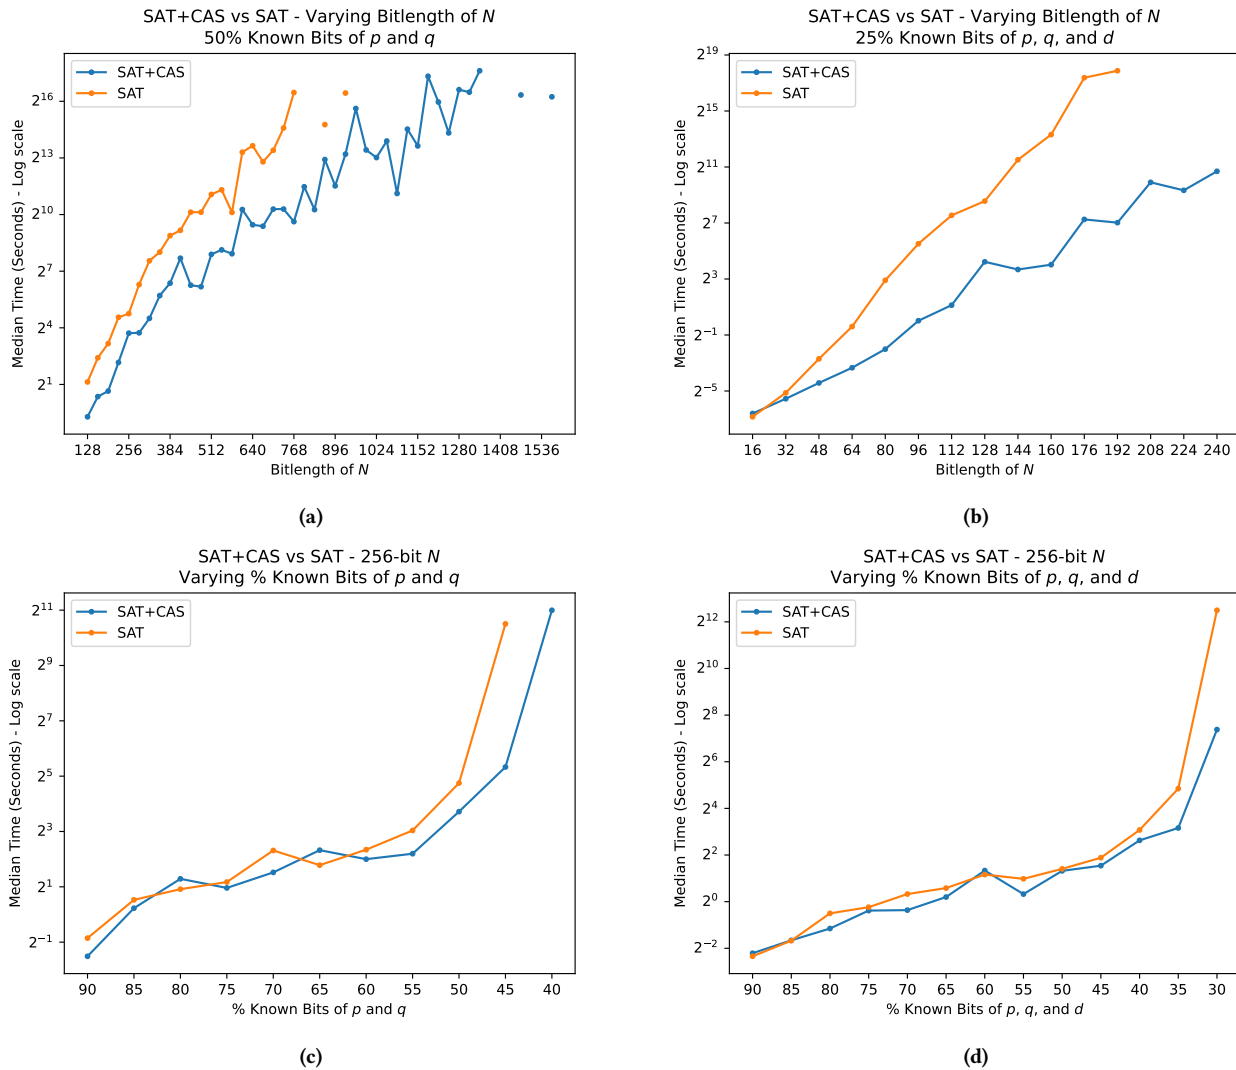 SAT+CAS vs SAT - Varying Bitlength of N
50% Known Bits of p and q
SAT+CAS
SAT
Median Time (Seconds) - Log scale
2^16
2^13
2^10
2^7
2^4
2^1
128 256 384 512 640 768 896 1024 1152 1280 1408 1536
Bitlength of N
(a)
SAT+CAS vs SAT - Varying Bitlength of N
25% Known Bits of p, q, and d
SAT+CAS
SAT
Median Time (Seconds) - Log scale
2^19
2^15
2^11
2^7
2^3
2^−1
2^−5
16 32 48 64 80 96 112 128 144 160 176 192 208 224 240
Bitlength of N
(b)
SAT+CAS vs SAT - 256-bit N
Varying % Known Bits of p and q
SAT+CAS
SAT
Median Time (Seconds) - Log scale
2^11
2^9
2^7
2^5
2^3
2^1
2^−1
90 85 80 75 70 65 60 55 50 45 40
% Known Bits of p and q
(c)
SAT+CAS vs SAT - 256-bit N
Varying % Known Bits of p, q, and d
SAT+CAS
SAT
Median Time (Seconds) - Log scale
2^12
2^10
2^8
2^6
2^4
2^2
2^0
2^−2
90 85 80 75 70 65 60 55 50 45 40 35 30
% Known Bits of p, q, and d
(d)